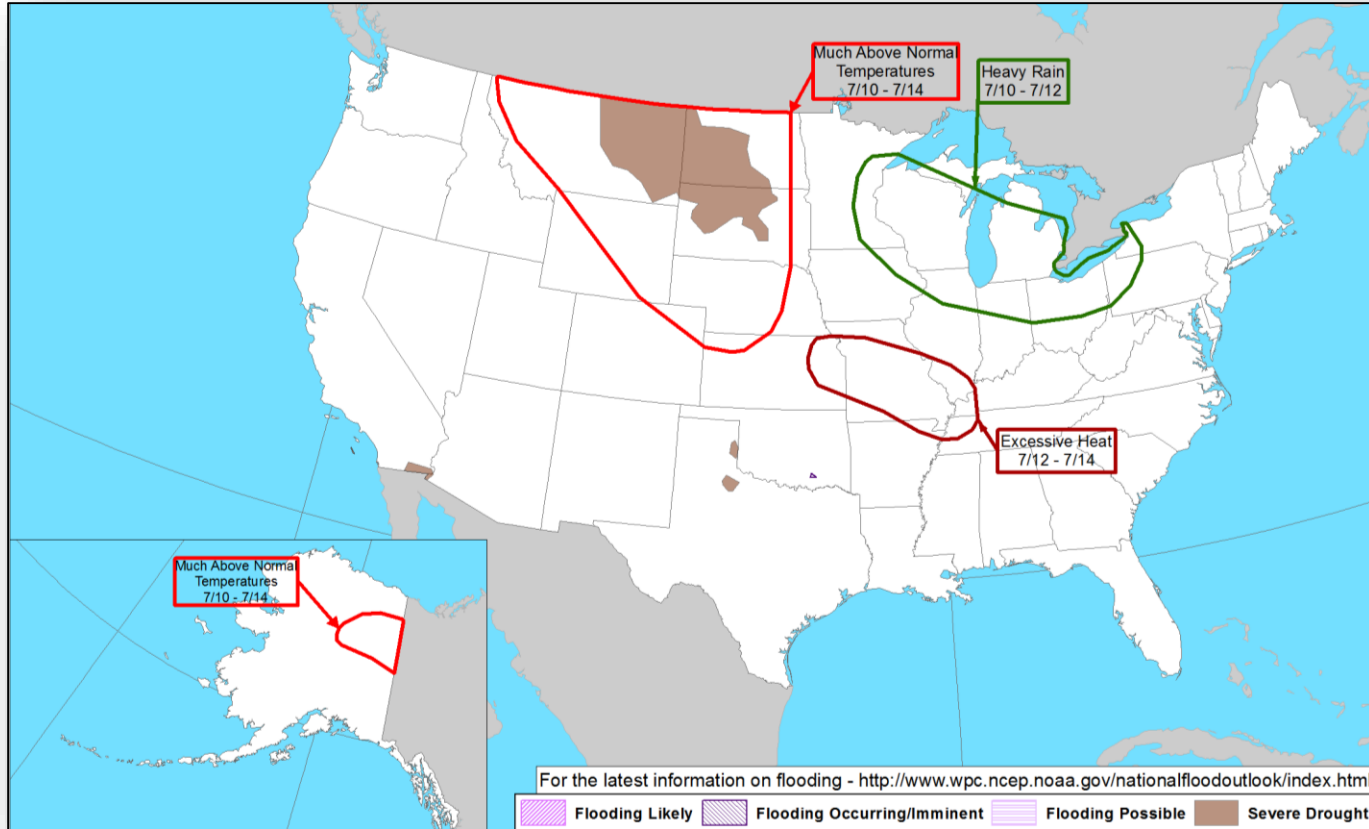 Much Above Normal
Temperatures
7/10 - 7/14
Heavy Rain
7/10 - 7/12
Excessive Heat
7/12 - 7/14
Much Above Normal
Temperatures
7/10 - 7/14
For the latest information on flooding - http://www.wpc.ncep.noaa.gov/nationalfloodoutlook/index.html
Flooding Likely
Flooding Occurring/Imminent
Flooding Possible
Severe Drought